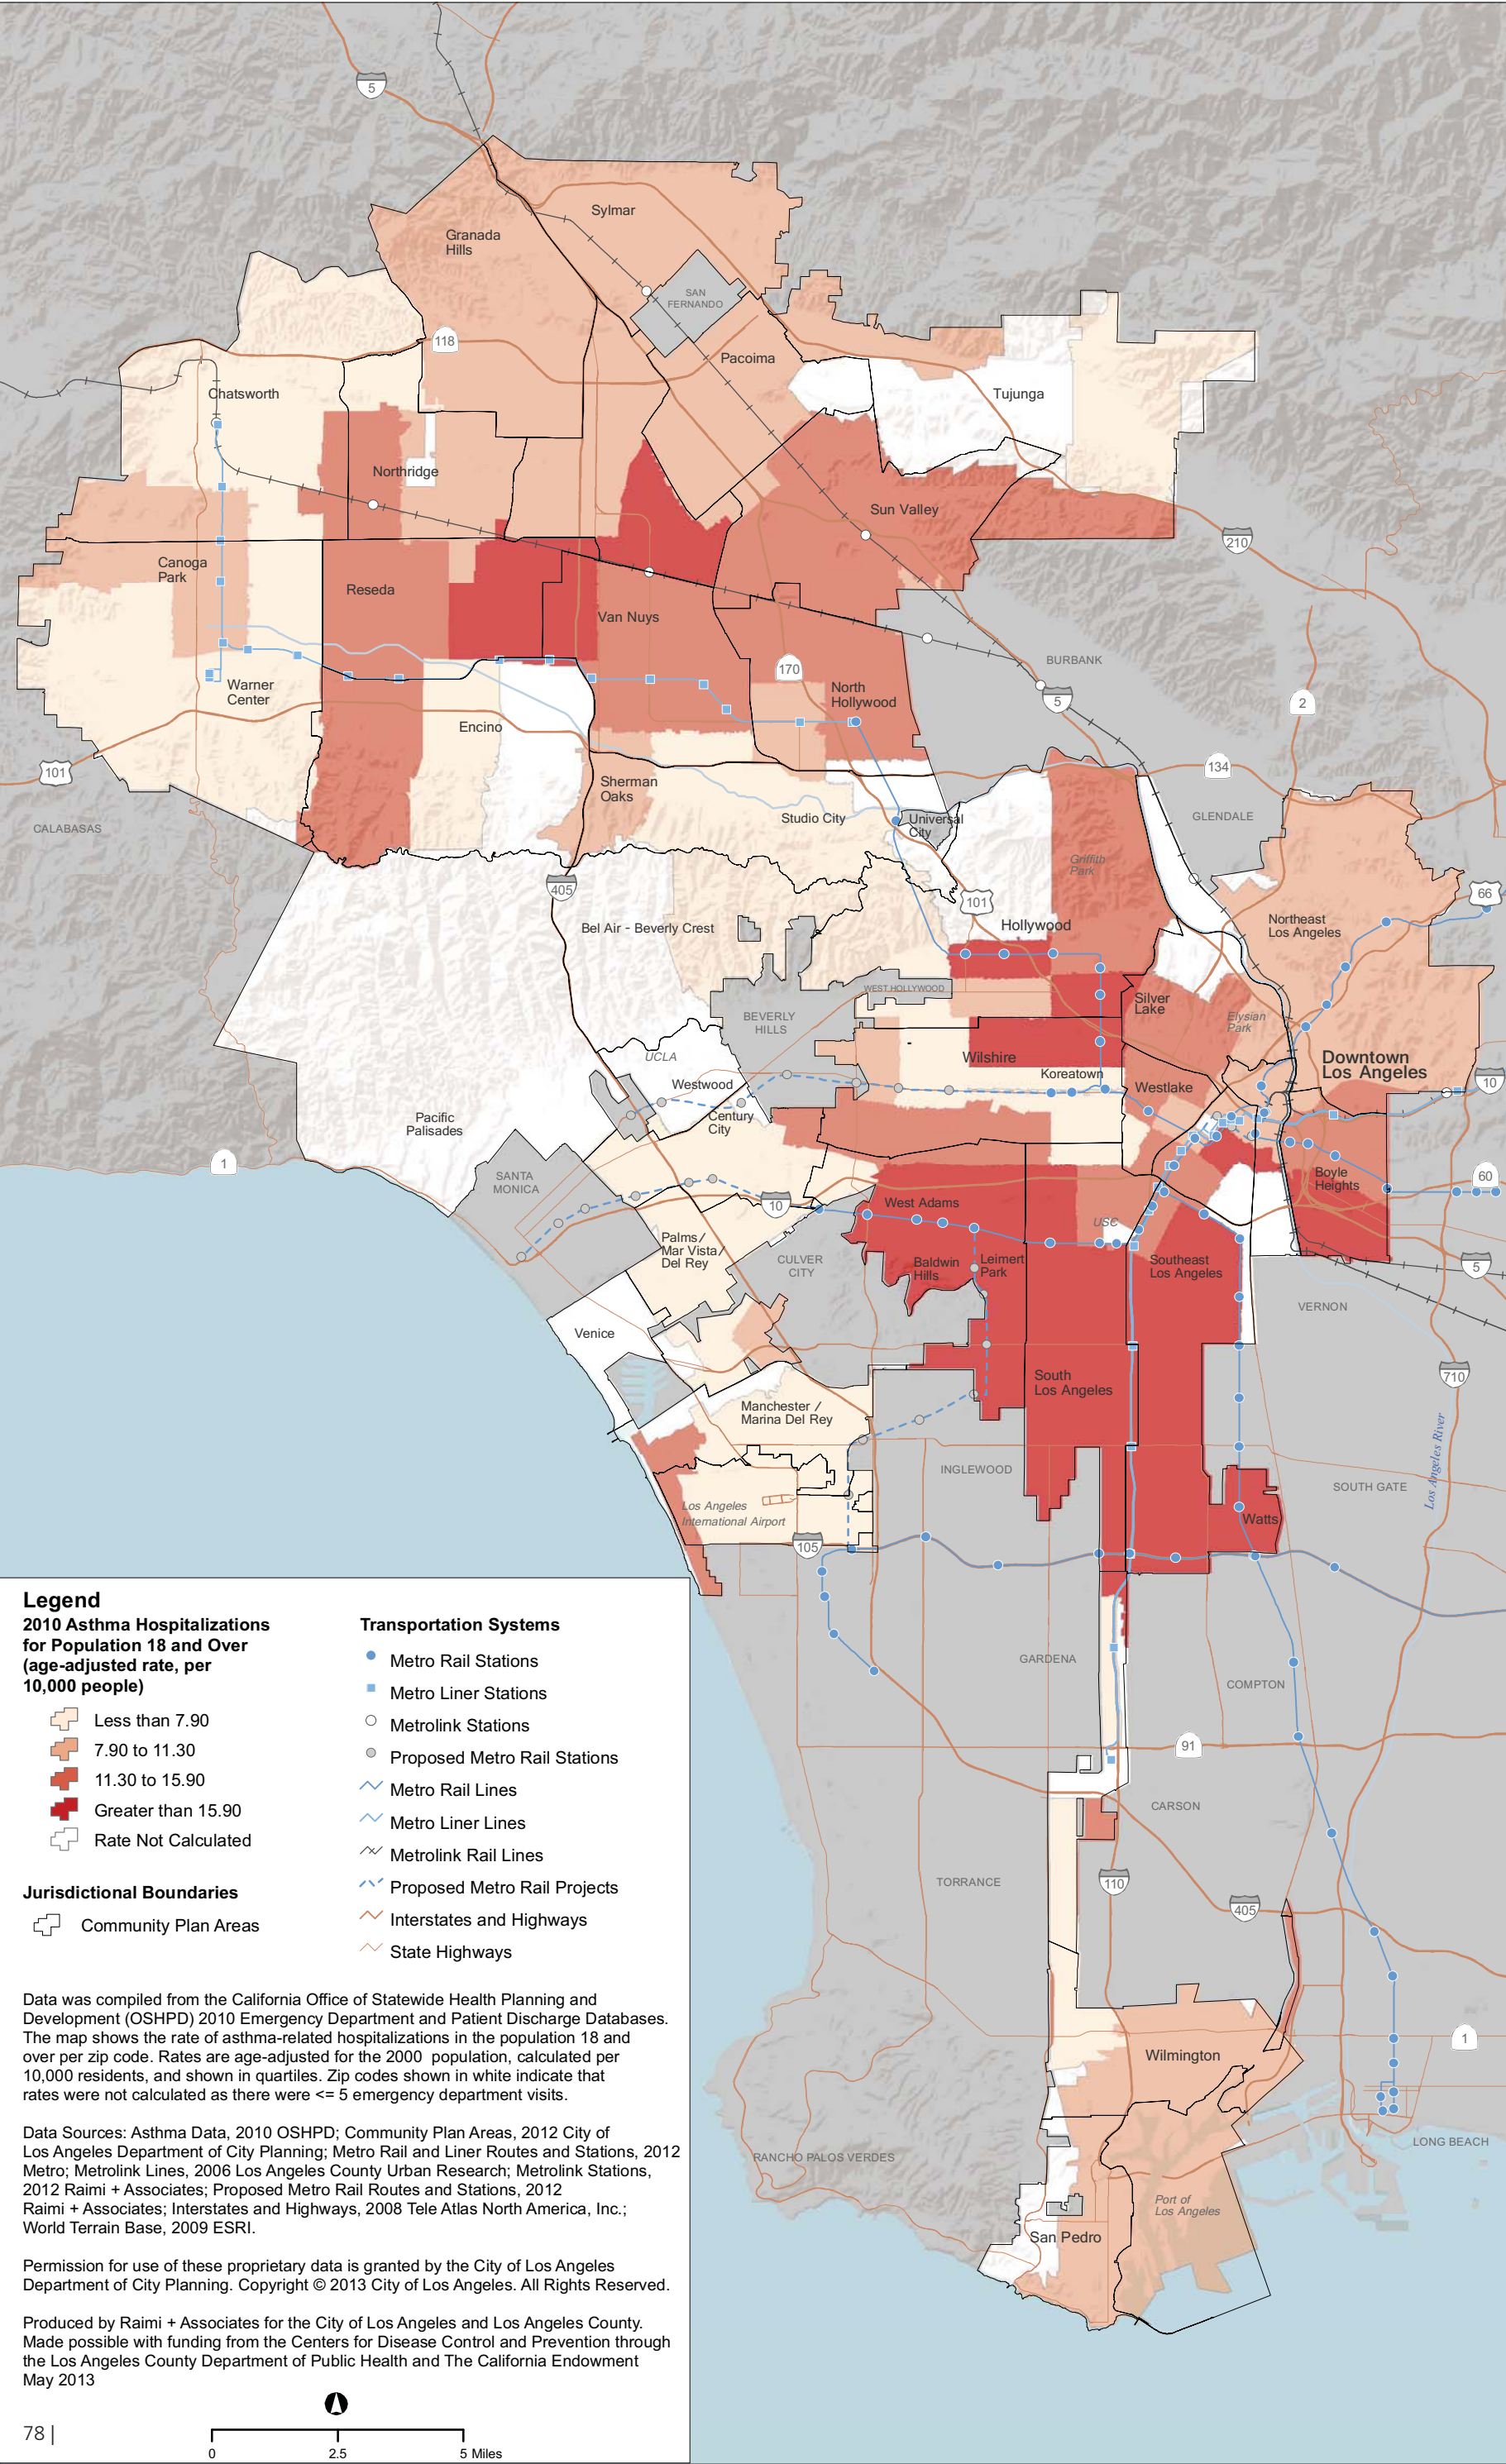 5
Sylmar
Granada
Hills
SAN
FERNANDO
118
Pacoima
Chatsworth
Tujunga
Northridge
Sun Valley
210
Canoga
Park
Reseda
Van Nuys
BURBANK
170
North
Hollywood
5
2
Warner
Center
Encino
101
134
Sherman
Oaks
CALABASAS
Studio City
Universal
City
GLENDALE
Griffith
Park
405
101
66
Bel Air - Beverly Crest
Hollywood
Northeast
Los Angeles
WEST HOLLYWOOD
Silver
Lake
BEVERLY
HILLS
Elysian
Park
UCLA
Wilshire
Downtown
Los Angeles
Koreatown
10
Westwood
Westlake
Century
City
Pacific
Palisades
1
SANTA
MONICA
Boyle
Heights
60
10
West Adams
USC
Palms/
Mar Vista/
Del Rey
CULVER
CITY
Baldwin
Hills
Leimert
Park
Southeast
Los Angeles
5
VERNON
Venice
South
Los Angeles
710
Manchester /
Marina Del Rey
Los Angeles River
INGLEWOOD
SOUTH GATE
Los Angeles
International Airport
Watts
105
GARDENA
COMPTON
91
CARSON
TORRANCE
110
405
1
Wilmington
RANCHO PALOS VERDES
LONG BEACH
Port of
Los Angeles
San Pedro
Legend
2010 Asthma Hospitalizations
for Population 18 and Over
(age-adjusted rate, per
10,000 people)
Less than 7.90
7.90 to 11.30
11.30 to 15.90
Greater than 15.90
Rate Not Calculated
Jurisdictional Boundaries
Community Plan Areas
Transportation Systems
Metro Rail Stations
Metro Liner Stations
Metrolink Stations
Proposed Metro Rail Stations
Metro Rail Lines
Metro Liner Lines
Metrolink Rail Lines
Proposed Metro Rail Projects
Interstates and Highways
State Highways
Data was compiled from the California Office of Statewide Health Planning and
Development (OSHPD) 2010 Emergency Department and Patient Discharge Databases.
The map shows the rate of asthma-related hospitalizations in the population 18 and
over per zip code. Rates are age-adjusted for the 2000 population, calculated per
10,000 residents, and shown in quartiles. Zip codes shown in white indicate that
rates were not calculated as there were <= 5 emergency department visits.
Data Sources: Asthma Data, 2010 OSHPD; Community Plan Areas, 2012 City of
Los Angeles Department of City Planning; Metro Rail and Liner Routes and Stations, 2012
Metro; Metrolink Lines, 2006 Los Angeles County Urban Research; Metrolink Stations,
2012 Raimi + Associates; Proposed Metro Rail Routes and Stations, 2012
Raimi + Associates; Interstates and Highways, 2008 Tele Atlas North America, Inc.;
World Terrain Base, 2009 ESRI.
Permission for use of these proprietary data is granted by the City of Los Angeles
Department of City Planning. Copyright © 2013 City of Los Angeles. All Rights Reserved.
Produced by Raimi + Associates for the City of Los Angeles and Los Angeles County.
Made possible with funding from the Centers for Disease Control and Prevention through
the Los Angeles County Department of Public Health and The California Endowment
May 2013
78 |
0 2.5 5 Miles